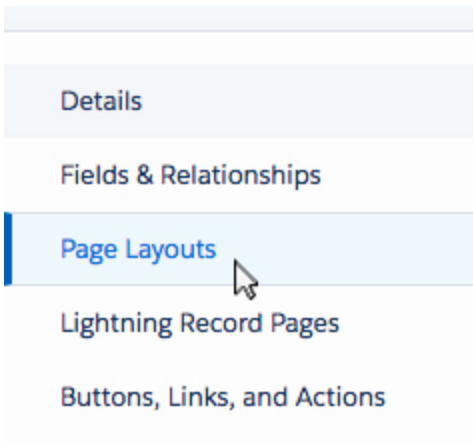 Details
Fields & Relationships
Page Layouts
Lightning Record Pages
Buttons, Links, and Actions